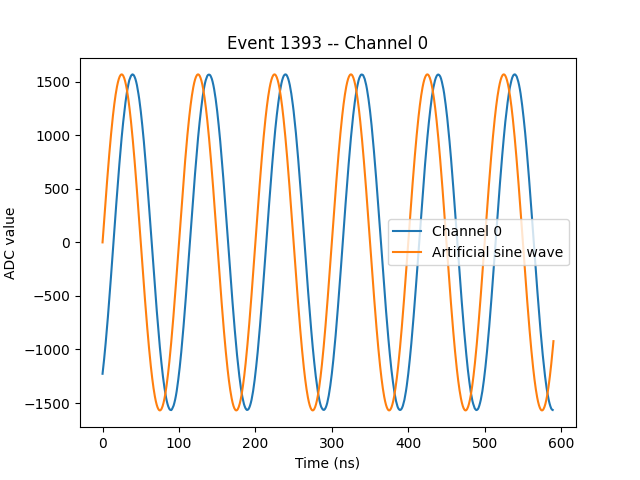 Event 1393 -- Channel 0
ADC value
1500
1000
500
0
−500
−1000
−1500
Channel 0
Artificial sine wave
0 100 200 300 400 500 600
Time (ns)